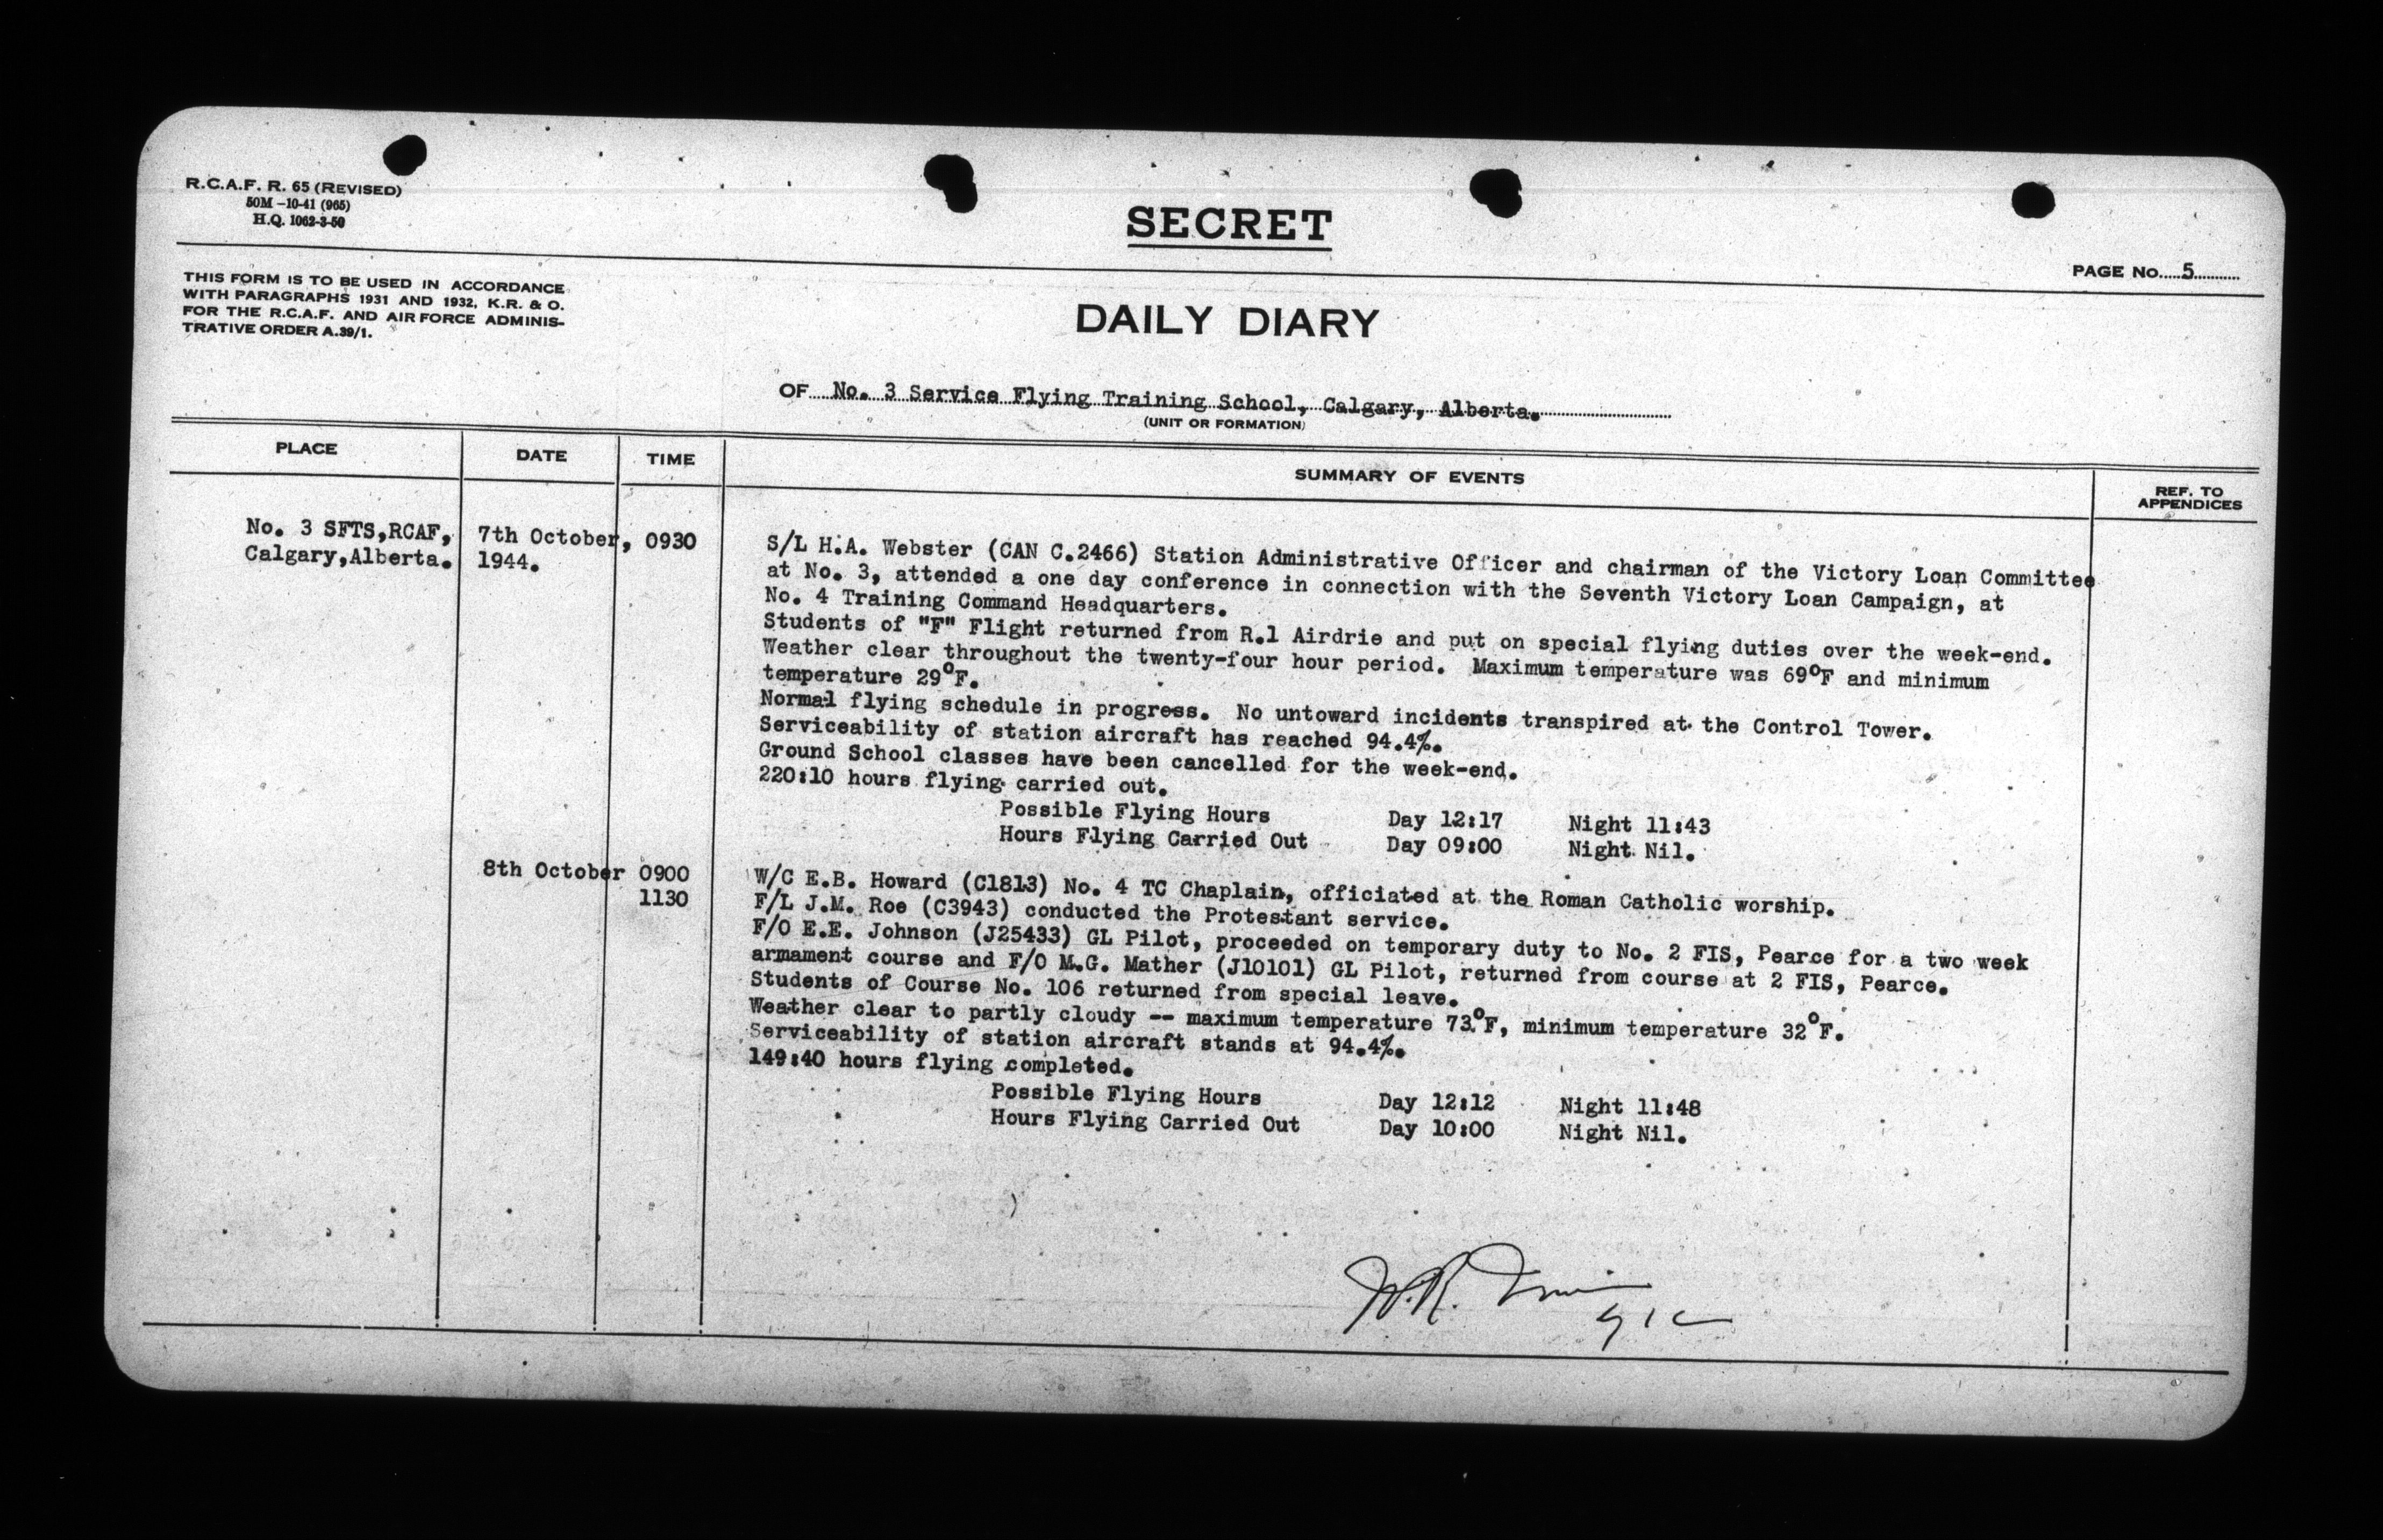 R.C.A.F. R. 65 (REVISED)
50M –10-41 (965)
H.Q. 1062-3-50
SECRET
PAGE No. 5
THIS FORM IS TO BE USED IN ACCORDANCE
WITH PARAGRAPHS 1931 AND 1932, K.R. & O.
FOR THE R.C.A.F. AND AIR FORCE ADMINIS-
TRATIVE ORDER A.39/1.
DAILY DIARY
OF No. 3 Service Flying Training School, Calgary, Alberta.
(UNIT OR FORMATION)
PLACE DATE TIME SUMMARY OF EVENTS REF. TO
APPENDICES
No. 3 SFTS,RCAF, 7th October, 0930
Calgary,Alberta. 1944.
S/L H.A. Webster (CAN C.2466) Station Administrative Officer and chairman of the Victory Loan Committee
at No. 3, attended a one day conference in connection with the Seventh Victory Loan Campaign, at
No. 4 Training Command Headquarters.
Students of "F" Flight returned from R.1 Airdrie and put on special flying duties over the week-end.
Weather clear throughout the twenty-four hour period. Maximum temperature was 69°F and minimum
temperature 29°F.
Normal flying schedule in progress. No untoward incidents transpired at the Control Tower.
Serviceability of station aircraft has reached 94.4%.
Ground School classes have been cancelled for the week-end.
220:10 hours flying carried out.
Possible Flying Hours Day 12:17 Night 11:43
Hours Flying Carried Out Day 09:00 Night Nil.
8th October 0900 W/C E.B. Howard (C1813) No. 4 TC Chaplain, officiated at the Roman Catholic worship.
1130 F/L J.M. Roe (C3943) conducted the Protestant service.
F/O E.E. Johnson (J25433) GL Pilot, proceeded on temporary duty to No. 2 FIS, Pearce for a two week
armament course and F/O M.G. Mather (J10101) GL Pilot, returned from course at 2 FIS, Pearce.
Students of Course No. 106 returned from special leave.
Weather clear to partly cloudy -- maximum temperature 73°F, minimum temperature 32°F.
Serviceability of station aircraft stands at 94.4%.
149:40 hours flying completed.
Possible Flying Hours Day 12:12 Night 11:48
Hours Flying Carried Out Day 10:00 Night Nil.